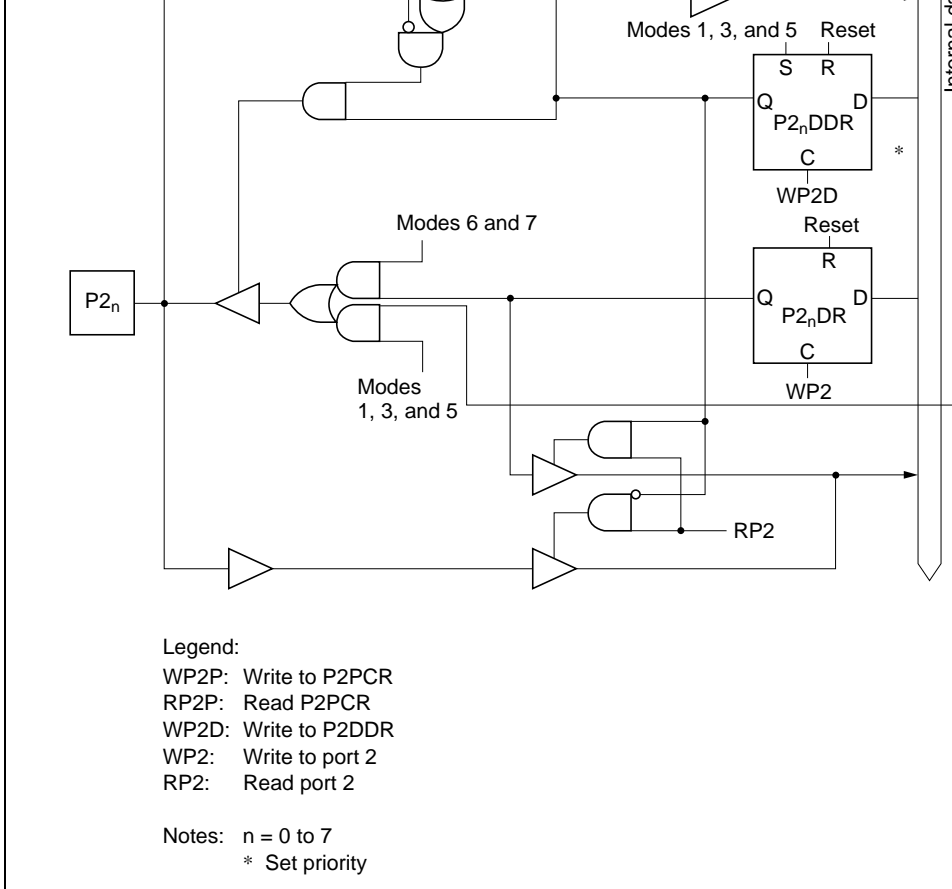 Modes 1, 3, and 5 Reset
S R
Q D
P2nDDR
C
*
WP2D
Modes 6 and 7
Reset
R
P2n
Q D
P2nDR
C
WP2
Modes
1, 3, and 5
RP2
Legend:
WP2P: Write to P2PCR
RP2P: Read P2PCR
WP2D: Write to P2DDR
WP2: Write to port 2
RP2: Read port 2
Notes: n = 0 to 7
* Set priority